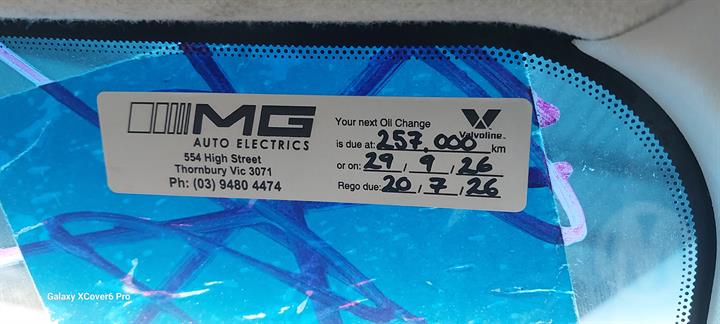 MG
AUTO ELECTRICS
554 High Street
Thornbury Vic 3071
Ph: (03) 9480 4474
Your next Oil Change
Valvoline™
is due at: 257,000 km
or on: 29 / 9 / 26
Rego due: 20 / 7 / 26
Galaxy XCover6 Pro